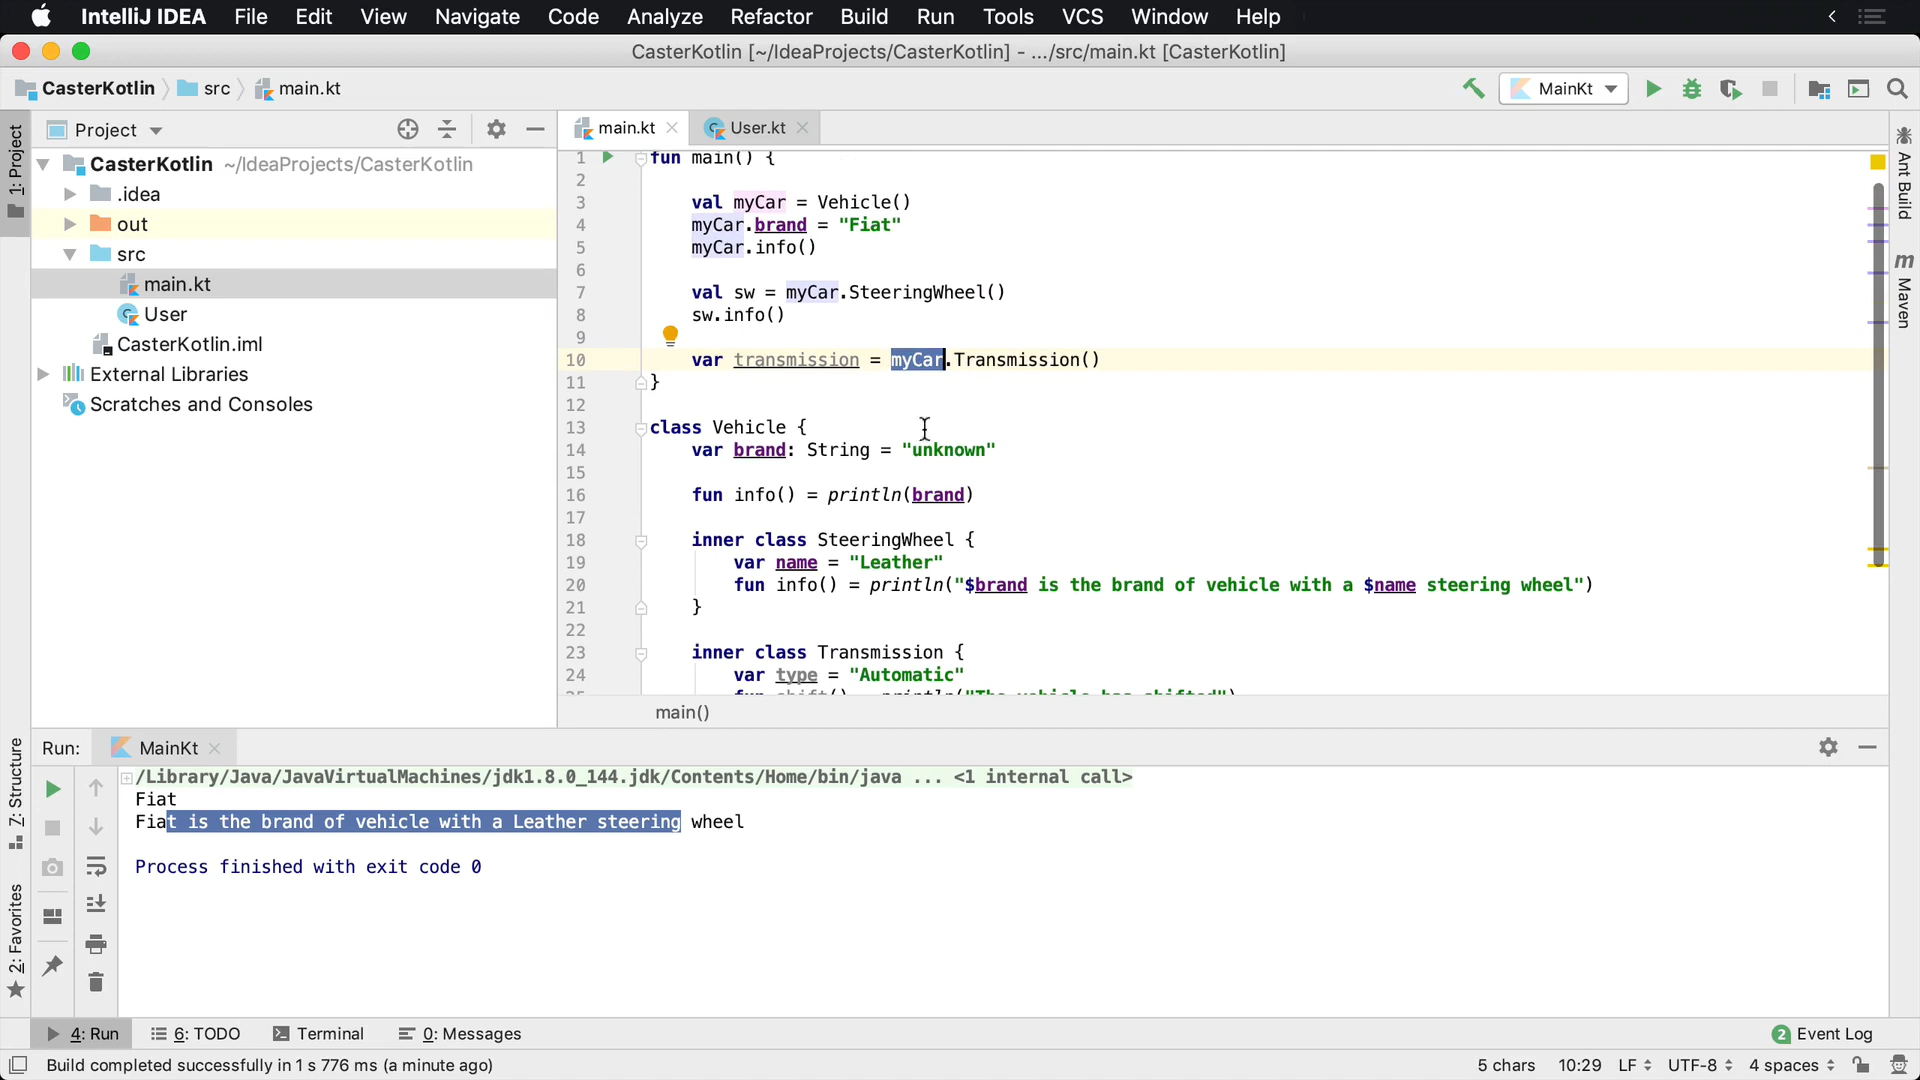 IntelliJ IDEA File Edit View Navigate Code Analyze Refactor Build Run Tools VCS Window Help
CasterKotlin [~/IdeaProjects/CasterKotlin] - .../src/main.kt [CasterKotlin]
CasterKotlin src main.kt MainKt
Project main.kt User.kt
1: Project
CasterKotlin ~/IdeaProjects/CasterKotlin
.idea
out
src
main.kt
User
CasterKotlin.iml
External Libraries
Scratches and Consoles
1 fun main() {
2
3 val myCar = Vehicle()
4 myCar.brand = "Fiat"
5 myCar.info()
6
7 val sw = myCar.SteeringWheel()
8 sw.info()
9
10 var transmission = myCar.Transmission()
11 }
12
13 class Vehicle {
14 var brand: String = "unknown"
15
16 fun info() = println(brand)
17
18 inner class SteeringWheel {
19 var name = "Leather"
20 fun info() = println("$brand is the brand of vehicle with a $name steering wheel")
21 }
22
23 inner class Transmission {
24 var type = "Automatic"
25 fun shift() = println("The vehicle has shifted")
main()
Ant Build
m Maven
Run: MainKt
/Library/Java/JavaVirtualMachines/jdk1.8.0_144.jdk/Contents/Home/bin/java ... <1 internal call>
Fiat
Fiat is the brand of vehicle with a Leather steering wheel
Process finished with exit code 0
7: Structure
2: Favorites
4: Run 6: TODO Terminal 0: Messages 2 Event Log
Build completed successfully in 1 s 776 ms (a minute ago) 5 chars 10:29 LF UTF-8 4 spaces